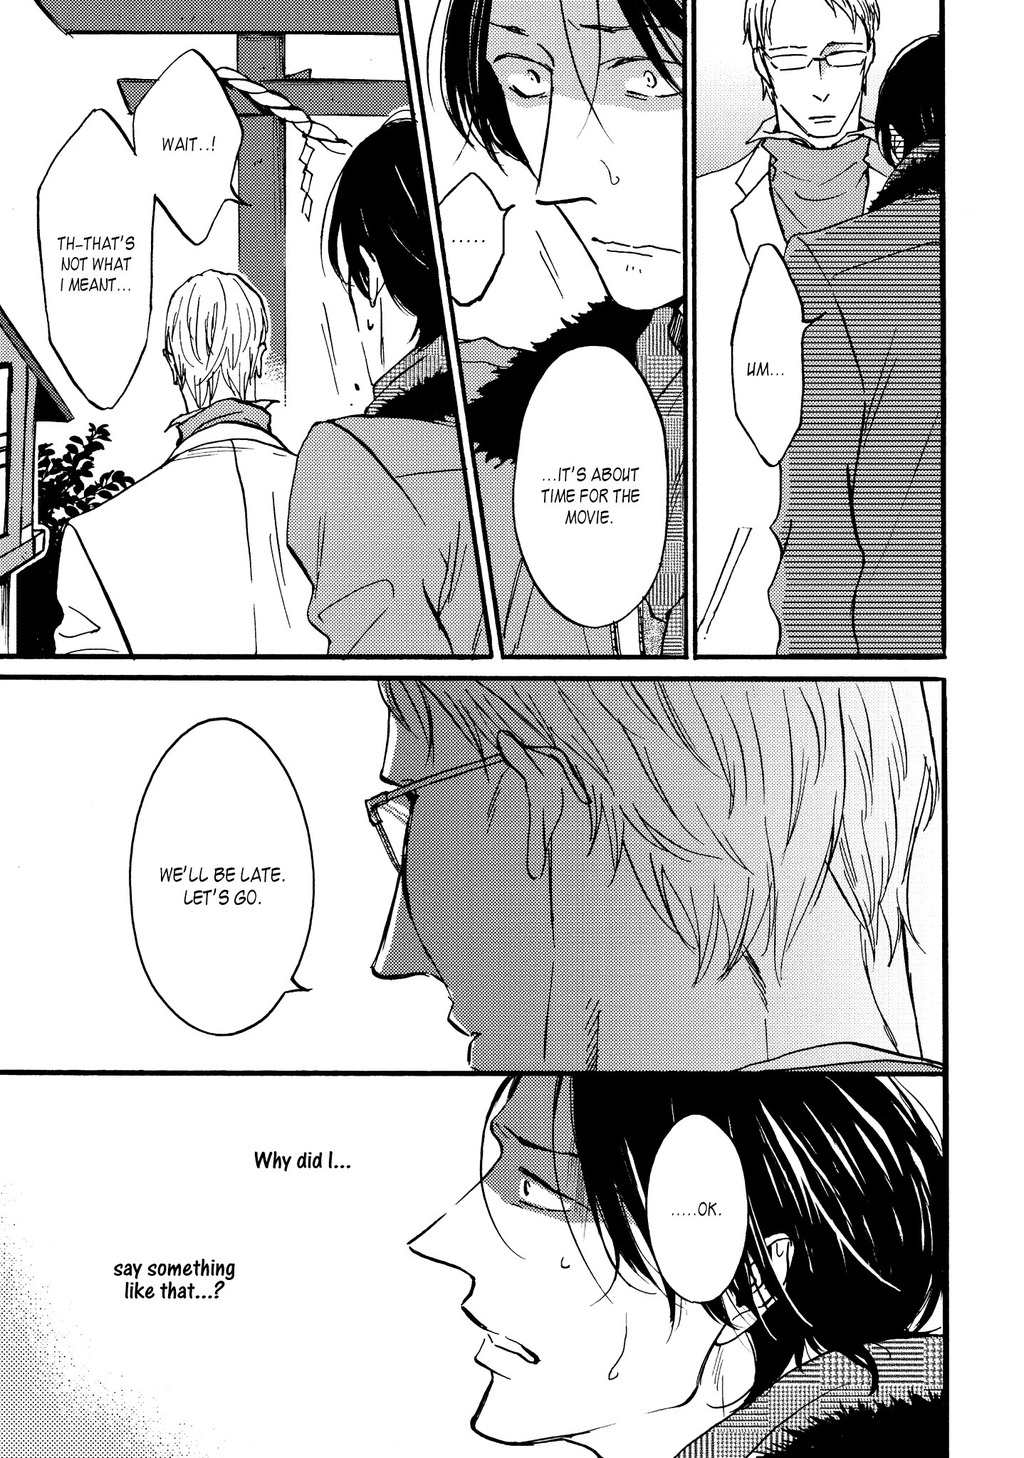 UM...
.....
...IT'S ABOUT
TIME FOR THE
MOVIE.
WAIT..!
TH-THAT'S
NOT WHAT
I MEANT...
WE'LL BE LATE.
LET'S GO.
.....OK.
Why did I...
say something
like that...?